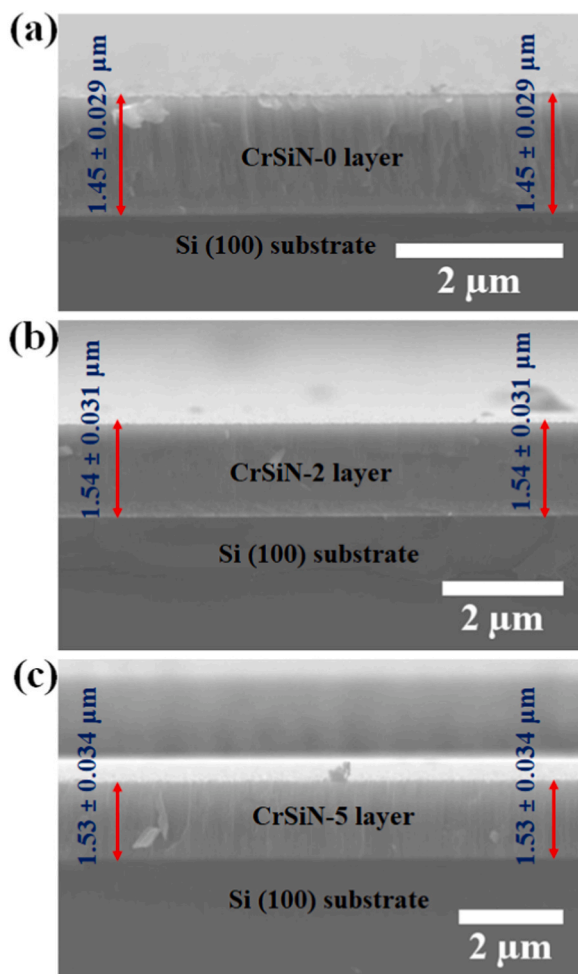 (a)
1.45 ± 0.029 μm
1.45 ± 0.029 μm
CrSiN-0 layer
Si (100) substrate
2 μm
(b)
1.54 ± 0.031 μm
1.54 ± 0.031 μm
CrSiN-2 layer
Si (100) substrate
2 μm
(c)
1.53 ± 0.034 μm
1.53 ± 0.034 μm
CrSiN-5 layer
Si (100) substrate
2 μm